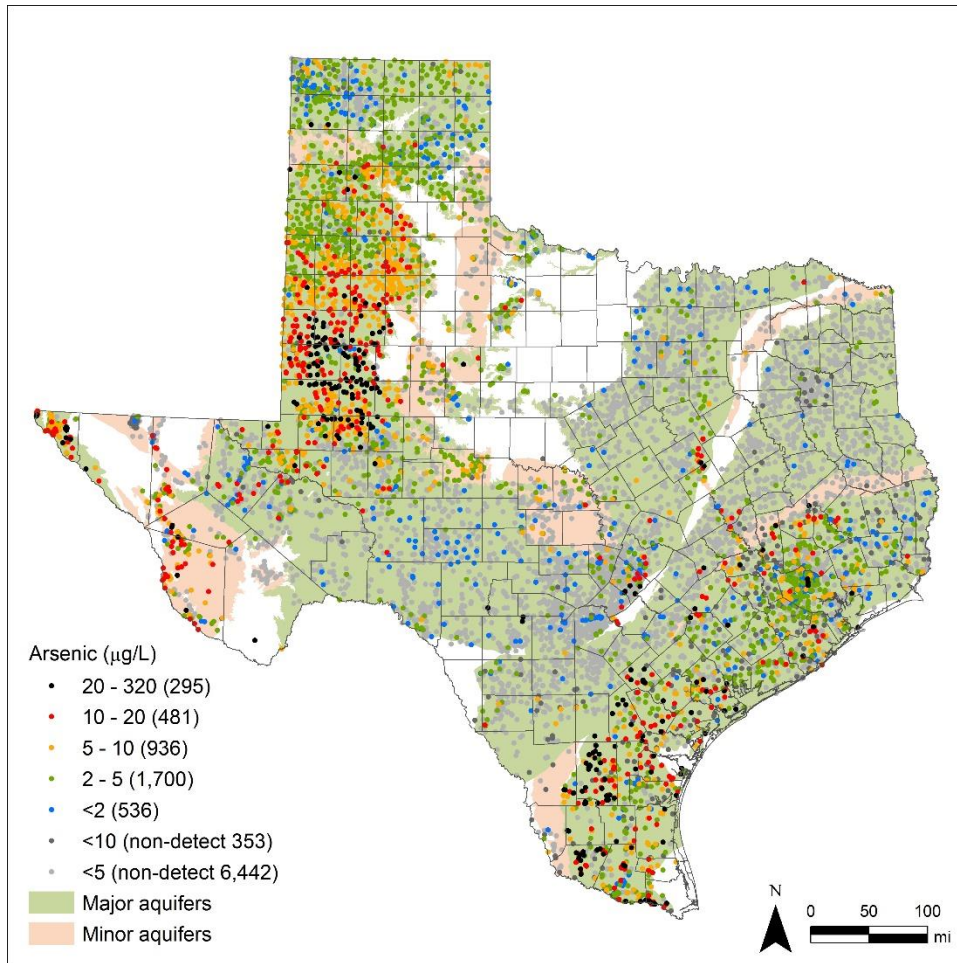 Arsenic (µg/L)
20 - 320 (295)
10 - 20 (481)
5 - 10 (936)
2 - 5 (1,700)
<2 (536)
<10 (non-detect 353)
<5 (non-detect 6,442)
Major aquifers
Minor aquifers
N
0 50 100
mi